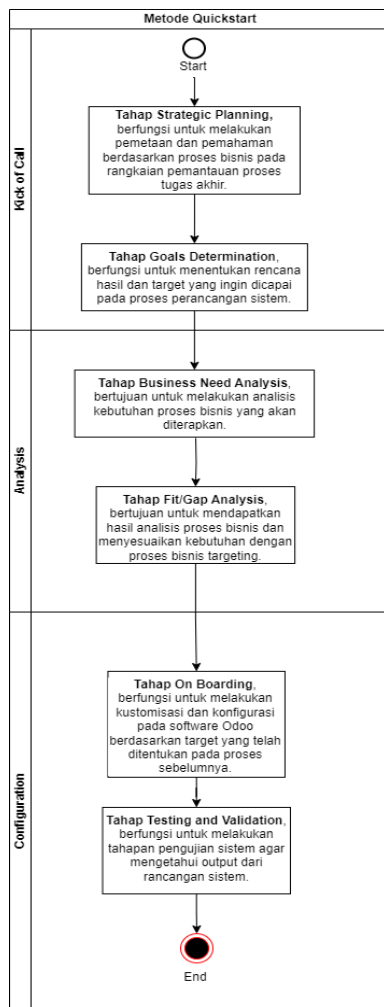 Metode Quickstart
Kick of Call
Start
Tahap Strategic Planning,
berfungsi untuk melakukan
pemetaan dan pemahaman
berdasarkan proses bisnis pada
rangkaian pemantauan proses
tugas akhir.
Tahap Goals Determination,
berfungsi untuk menentukan rencana
hasil dan target yang ingin dicapai
pada proses perancangan sistem.
Analysis
Tahap Business Need Analysis,
bertujuan untuk melakukan analisis
kebutuhan proses bisnis yang akan
diterapkan.
Tahap Fit/Gap Analysis,
bertujuan untuk mendapatkan
hasil analisis proses bisnis dan
menyesuaikan kebutuhan dengan
proses bisnis targeting.
Configuration
Tahap On Boarding,
berfungsi untuk melakukan
kustomisasi dan konfigurasi
pada software Odoo
berdasarkan target yang telah
ditentukan pada proses
sebelumnya.
Tahap Testing and Validation,
berfungsi untuk melakukan
tahapan pengujian sistem agar
mengetahui output dari
rancangan sistem.
End